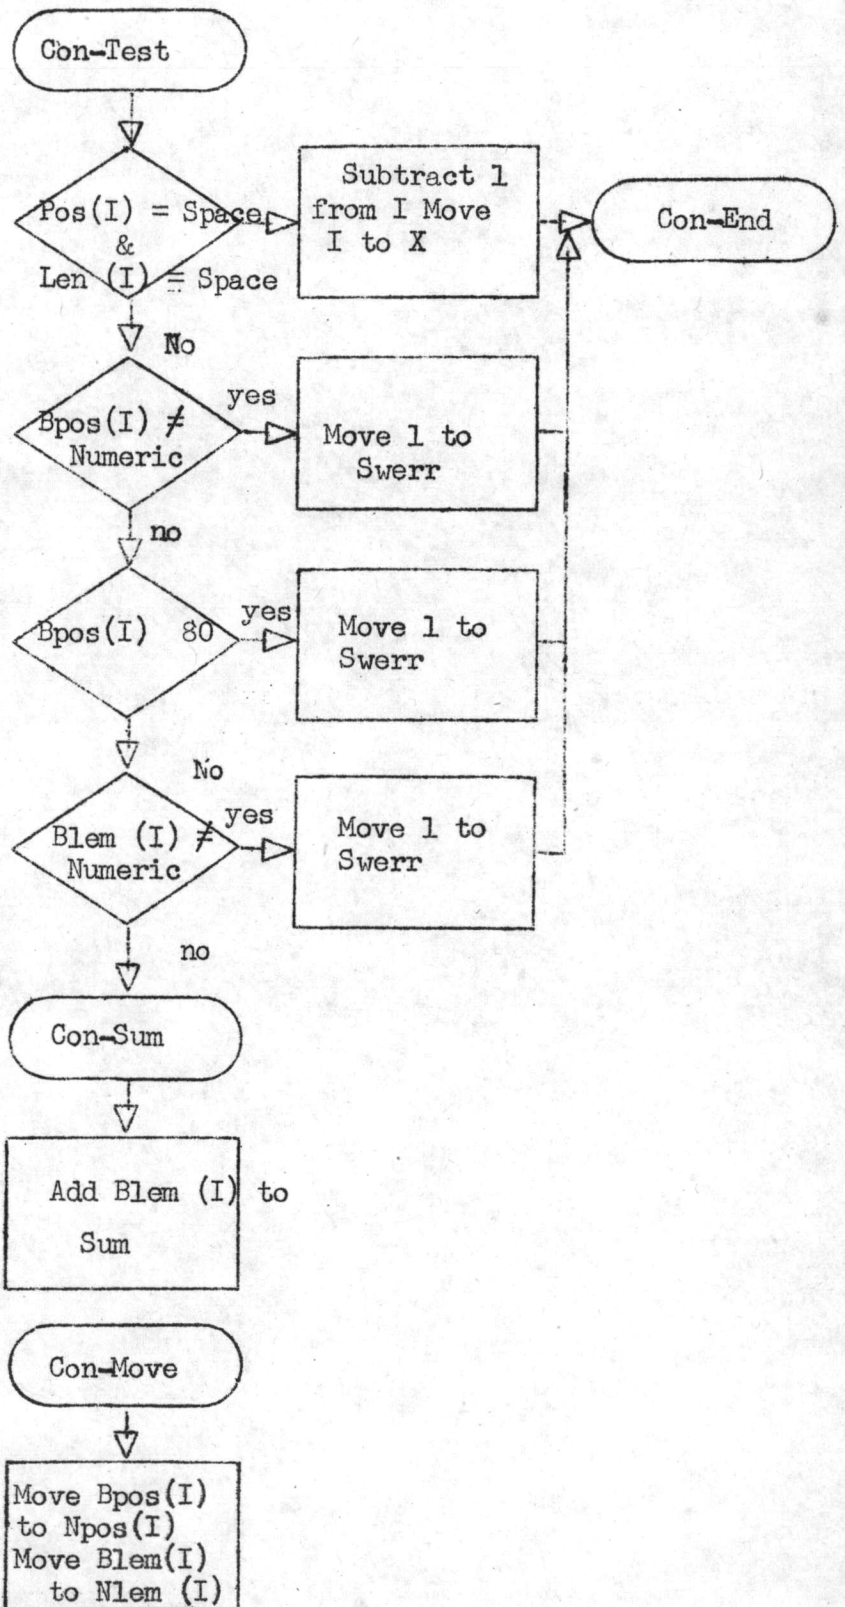 Con-Test
Pos(I) = Space
&
Len (I) = Space
Subtract 1
from I Move
I to X
Con-End
No
Bpos(I) ≠
Numeric
yes
Move 1 to
Swerr
no
Bpos(I) 80
yes
Move 1 to
Swerr
No
Blem (I) ≠
Numeric
yes
Move 1 to
Swerr
no
Con-Sum
Add Blem (I) to
Sum
Con-Move
Move Bpos(I)
to Npos(I)
Move Blem(I)
to Nlem (I)